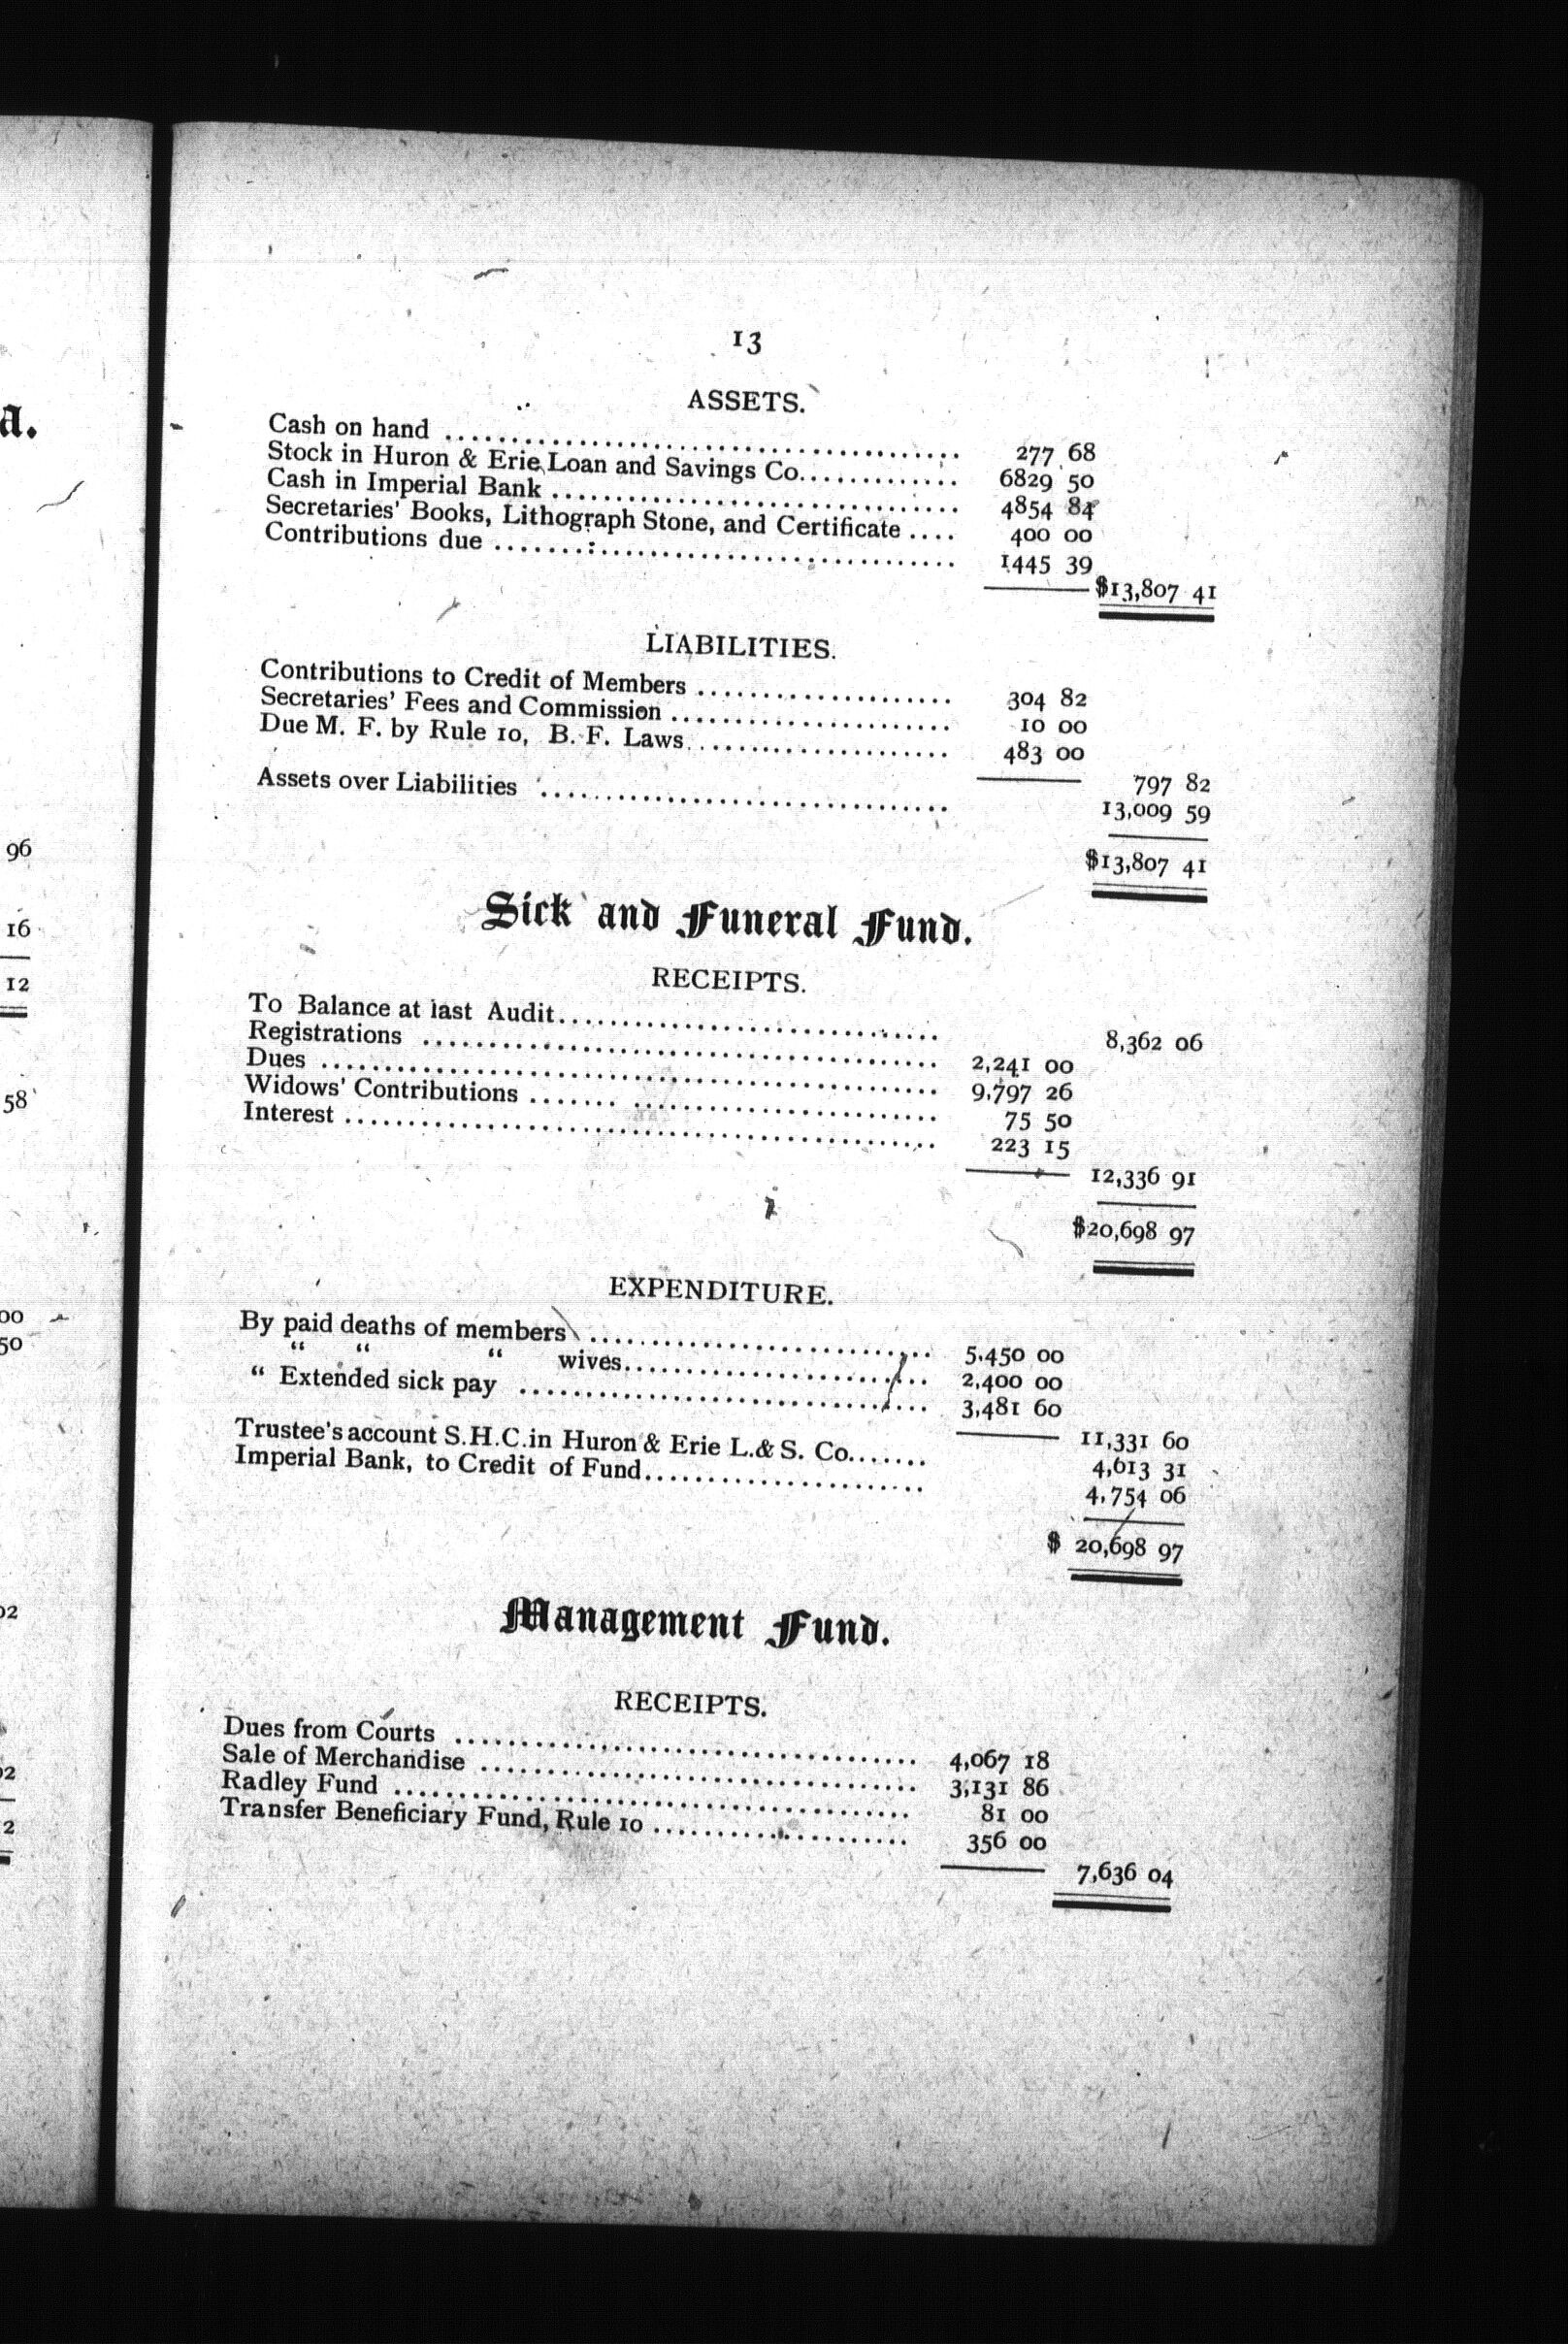 a.
96
16
12
58
00
50
02
02
2
13
ASSETS.
Cash on hand ........ 277 68
Stock in Huron & Erie Loan and Savings Co. ........ 6829 50
Cash in Imperial Bank ........ 4854 84
Secretaries' Books, Lithograph Stone, and Certificate .... 400 00
Contributions due ........ 1445 39
$13,807 41
LIABILITIES.
Contributions to Credit of Members ........ 304 82
Secretaries' Fees and Commission ........ 10 00
Due M. F. by Rule 10, B. F. Laws ........ 483 00
797 82
Assets over Liabilities ........ 13,009 59
$13,807 41
Sick and Funeral Fund.
RECEIPTS.
To Balance at last Audit ........ 8,362 06
Registrations ........ 2,241 00
Dues ........ 9,797 26
Widows' Contributions ........ 75 50
Interest ........ 223 15
12,336 91
$20,698 97
EXPENDITURE.
By paid deaths of members ........ 5,450 00
“ “ “ wives ........ 2,400 00
“ Extended sick pay ........ 3,481 60
11,331 60
Trustee's account S.H.C. in Huron & Erie L. & S. Co. ........ 4,613 31
Imperial Bank, to Credit of Fund ........ 4,754 06
$ 20,698 97
Management Fund.
RECEIPTS.
Dues from Courts ........ 4,067 18
Sale of Merchandise ........ 3,131 86
Radley Fund ........ 81 00
Transfer Beneficiary Fund, Rule 10 ........ 356 00
7,636 04